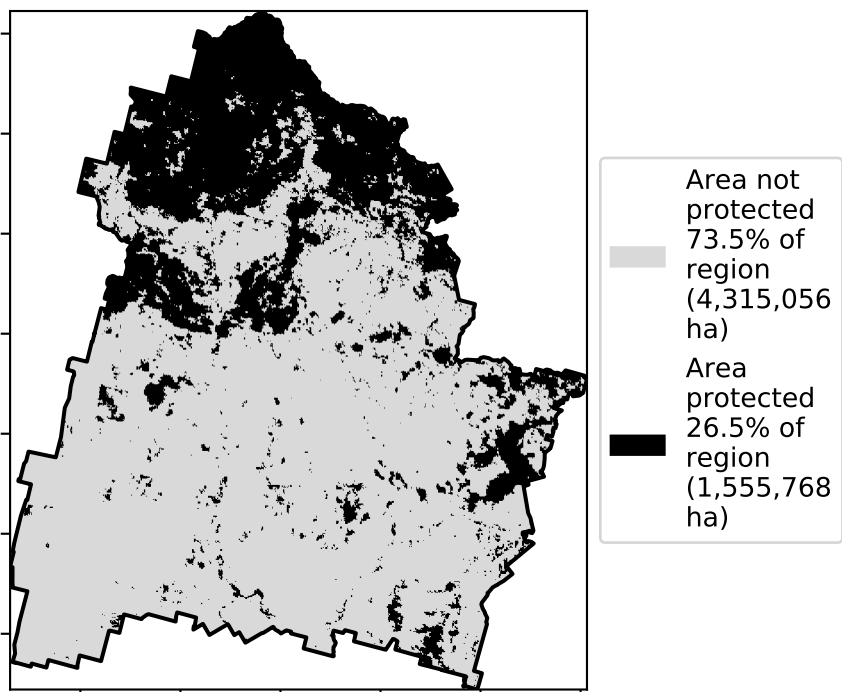 Area not
protected
73.5% of
region
(4,315,056
ha)
Area
protected
26.5% of
region
(1,555,768
ha)